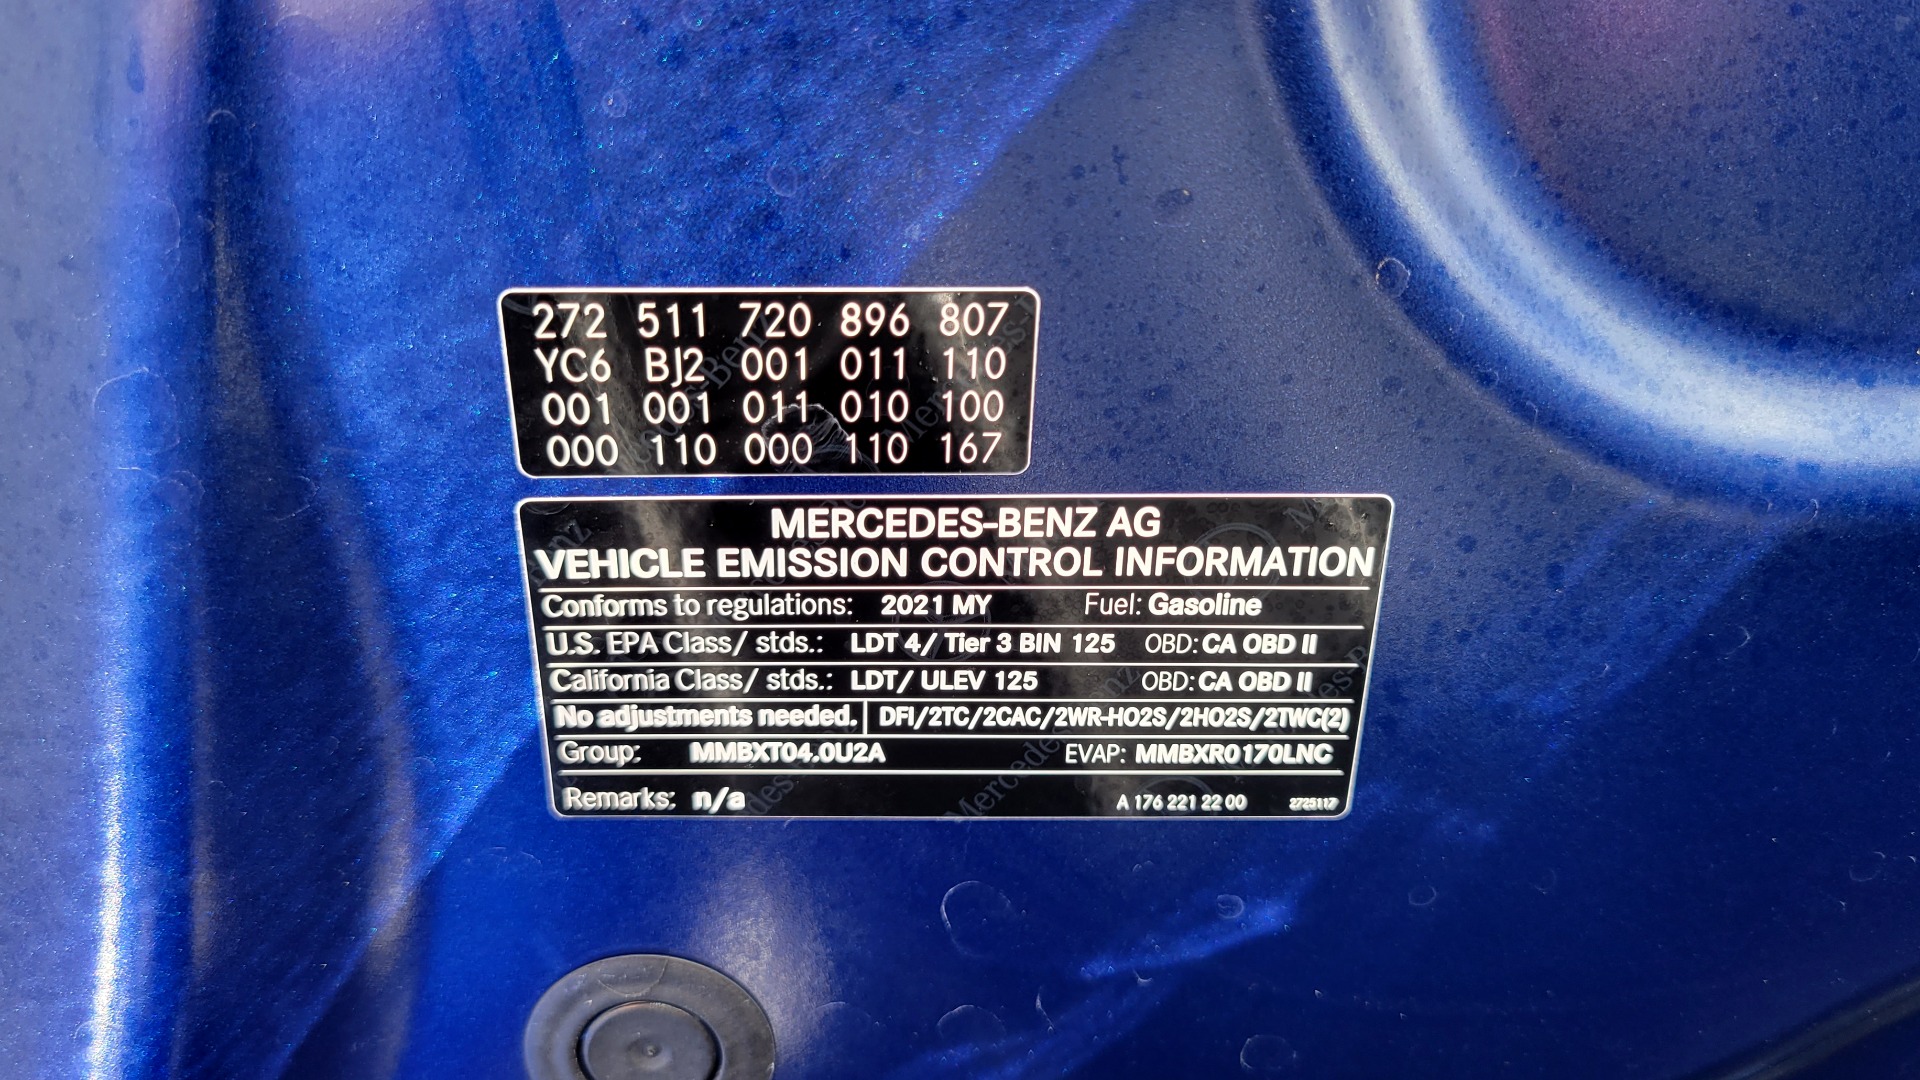 272 511 720 896 807
YC6 BJ2 001 011 110
001 001 011 010 100
000 110 000 110 167
MERCEDES-BENZ AG
VEHICLE EMISSION CONTROL INFORMATION
Conforms to regulations: 2021 MY Fuel: Gasoline
U.S. EPA Class/ stds.: LDT 4/ Tier 3 BIN 125 OBD: CA OBD II
California Class/ stds.: LDT/ ULEV 125 OBD: CA OBD II
No adjustments needed. DFI/2TC/2CAC/2WR-HO2S/2HO2S/2TWC(2)
Group: MMBXT04.0U2A EVAP: MMBXR0170LNC
Remarks: n/a A 176 221 22 00 2725117